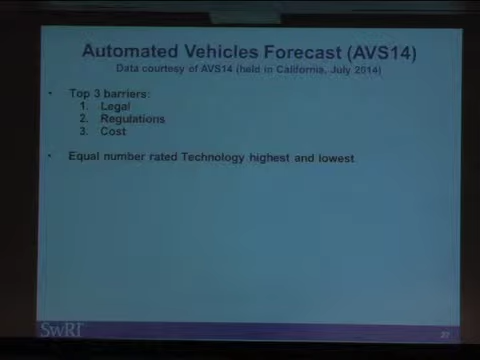 Automated Vehicles Forecast (AVS14)
Data courtesy of AVS14 (held in California, July 2014)
• Top 3 barriers:
1. Legal
2. Regulations
3. Cost
• Equal number rated Technology highest and lowest
SwRI
37